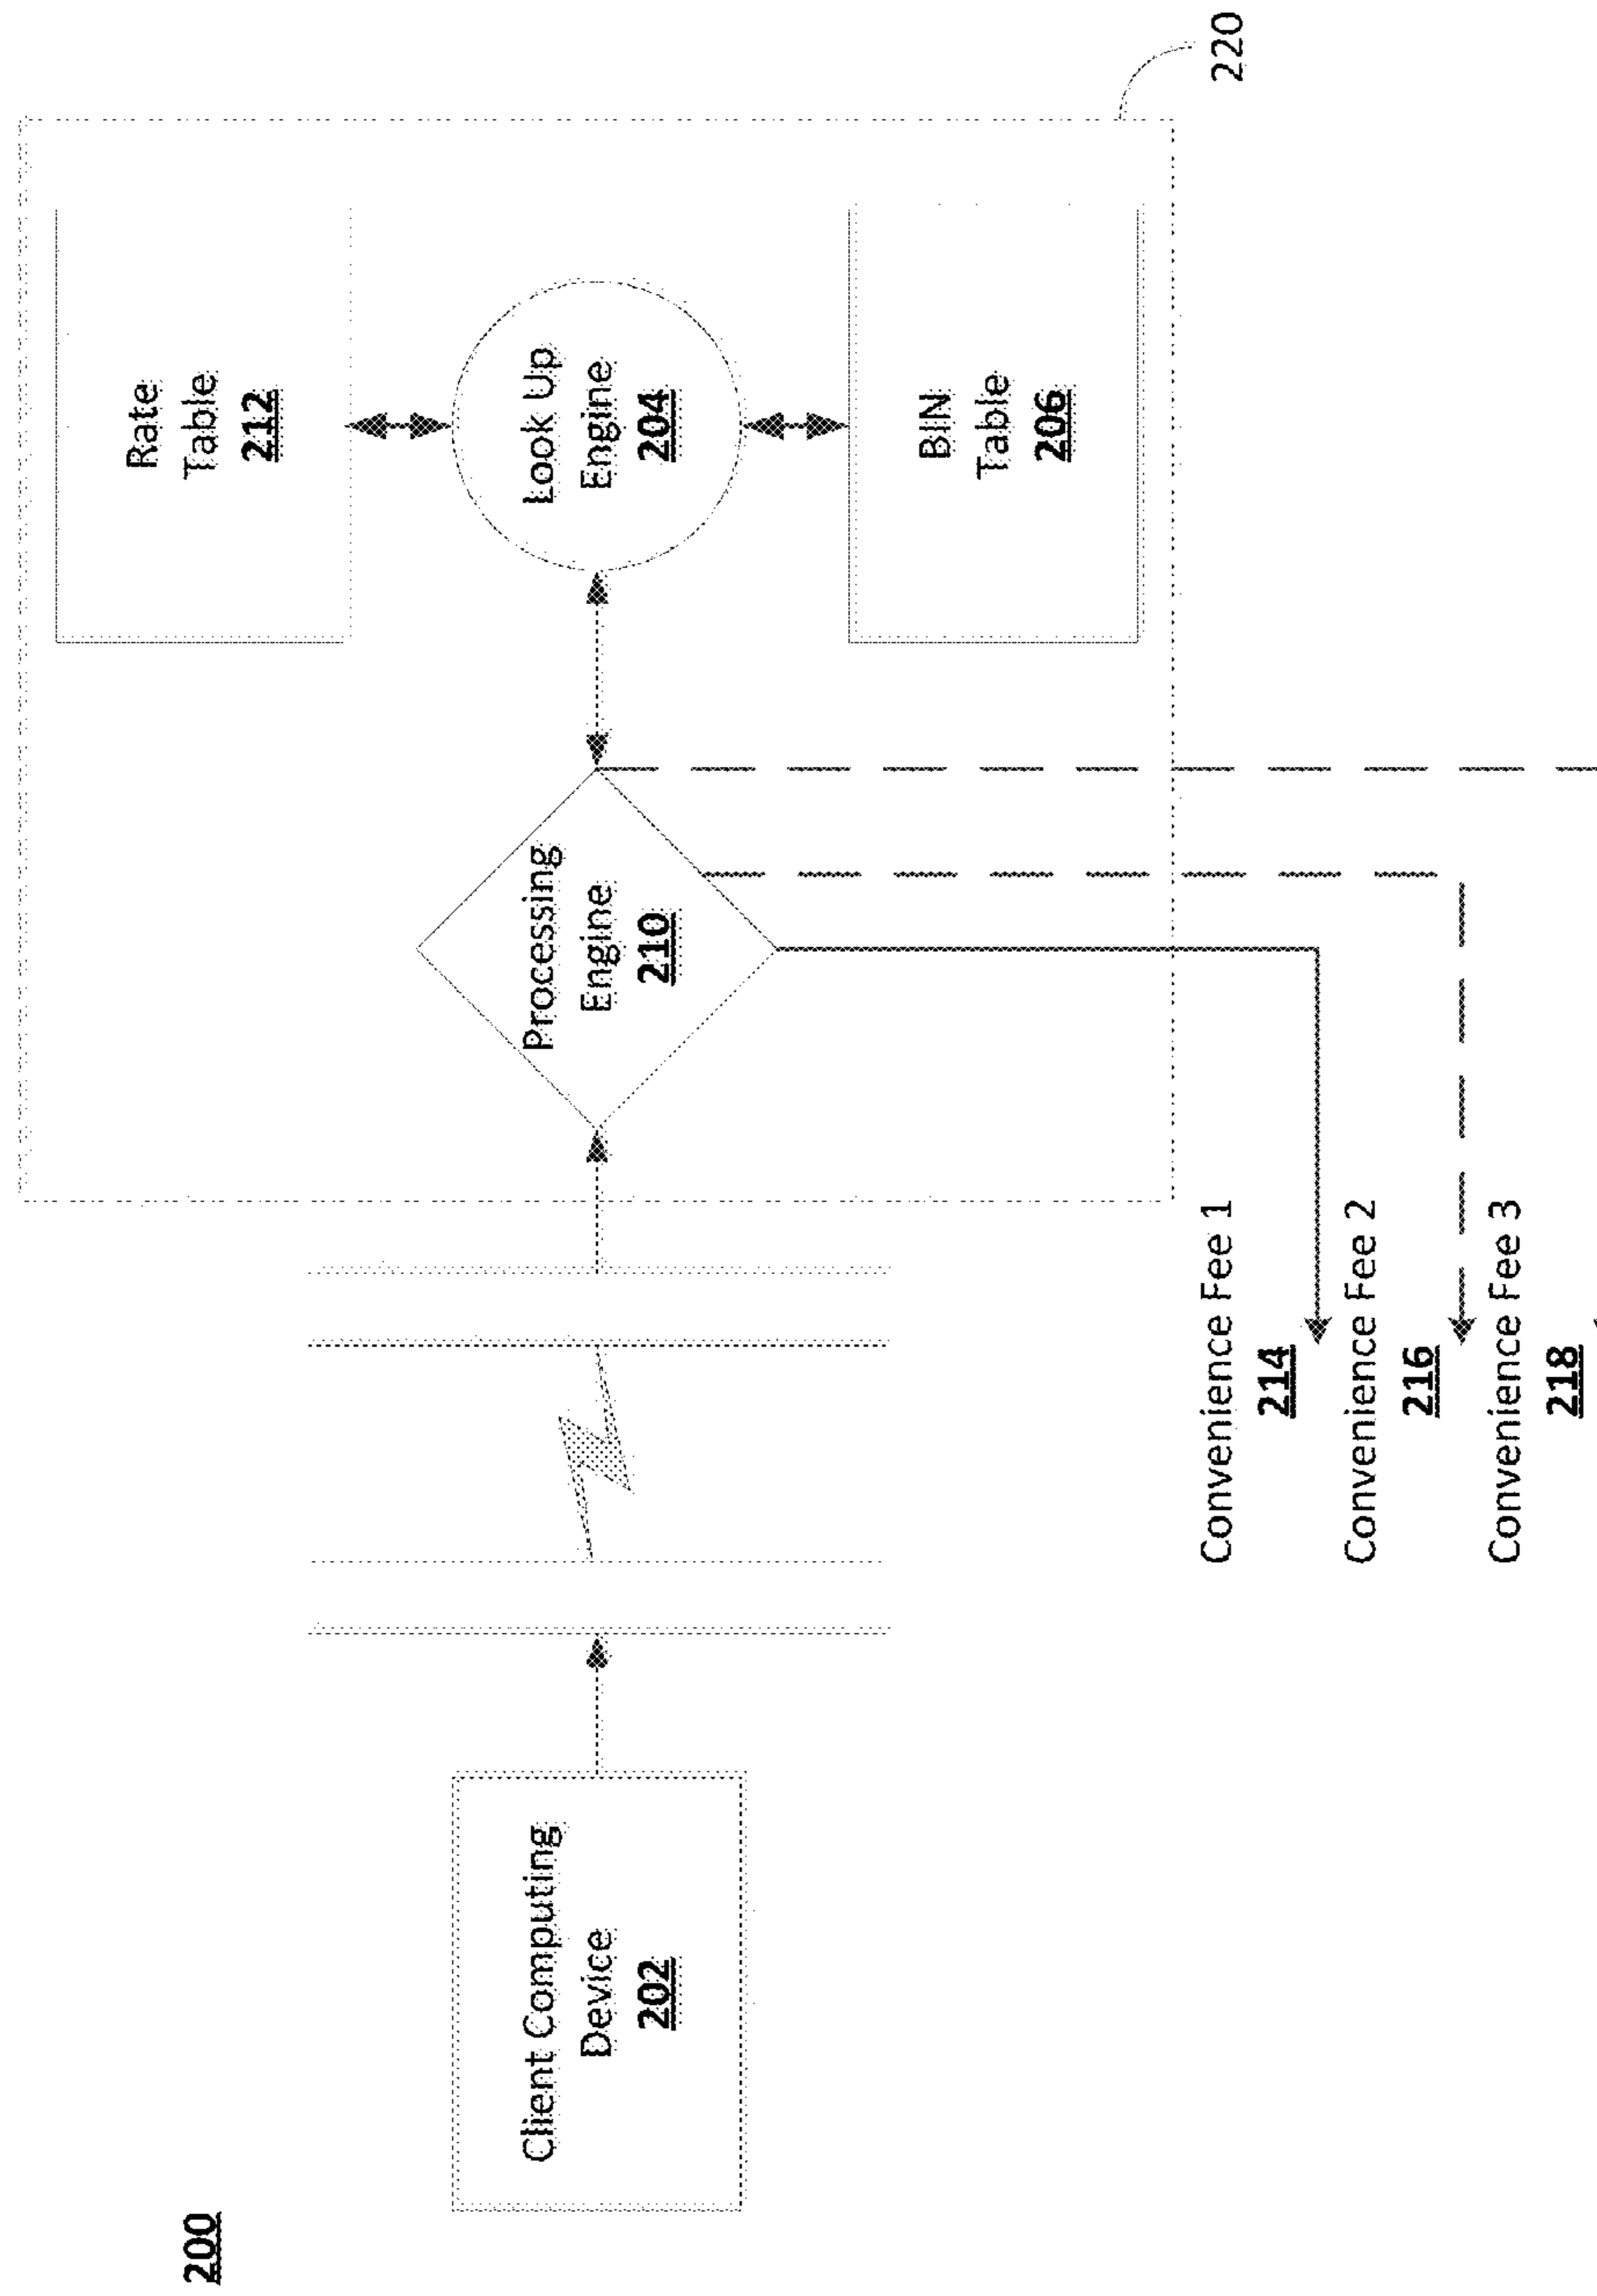 200
Client Computing
Device
202
Processing
Engine
210
Rate
Table
212
Look Up
Engine
204
BIN
Table
206
220
Convenience Fee 1
214
Convenience Fee 2
216
Convenience Fee 3
218